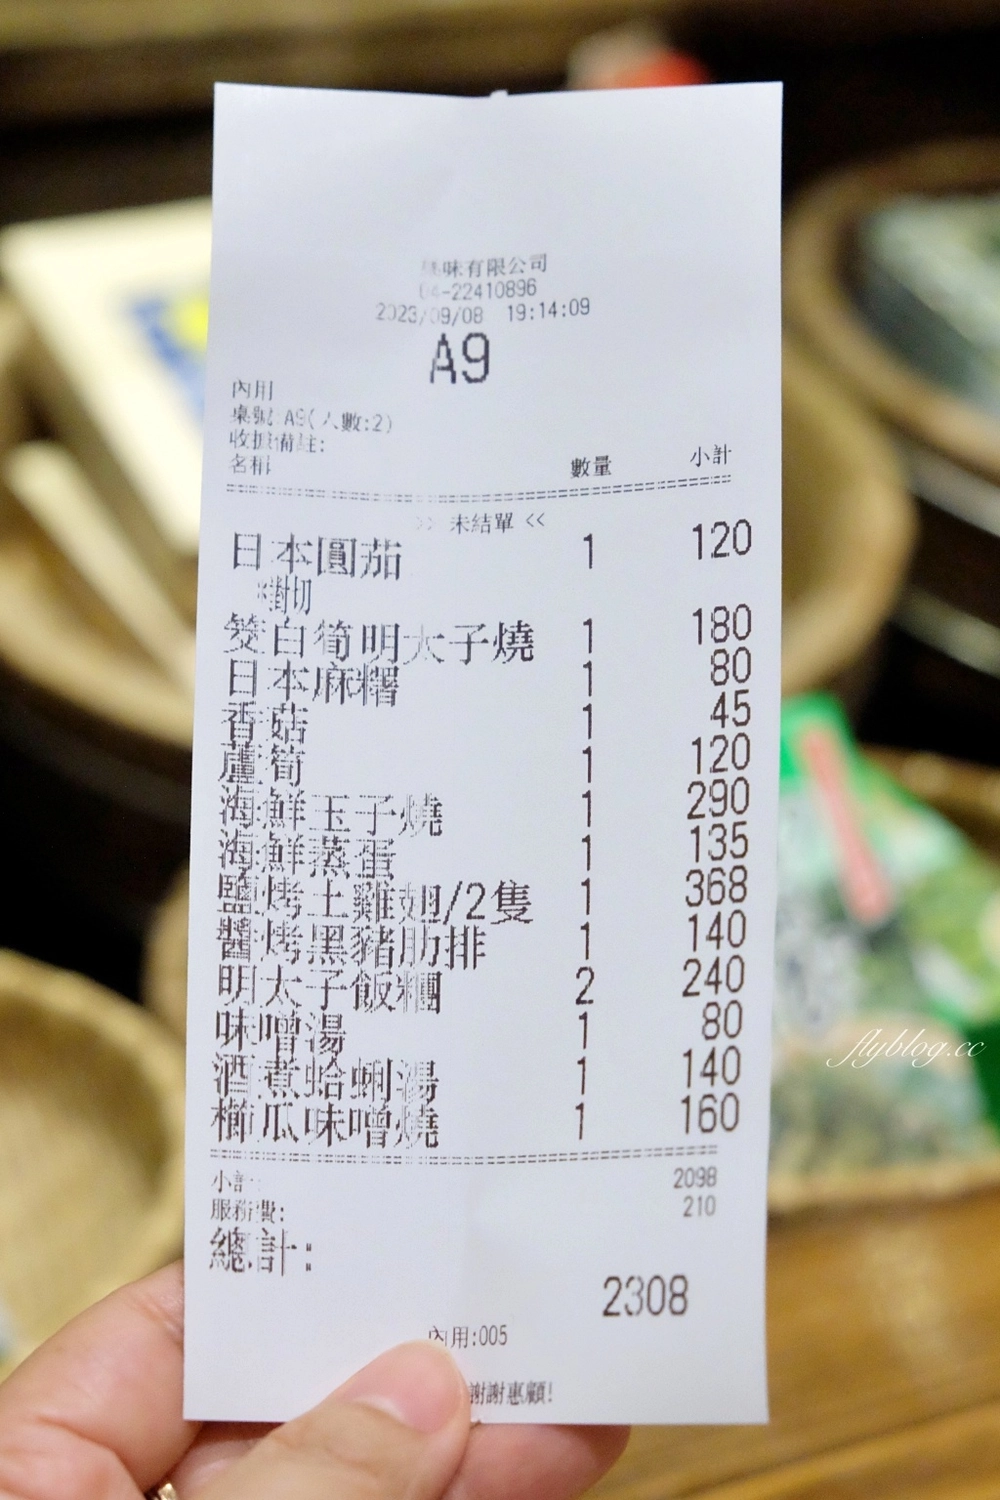 味有限公司
04-22410896
2023/09/08 19:14:09
A9
內用
桌號:A9(人數:2)
收據備註:
名稱 數量 小計
>> 未結單 <<
日本圓茄 1 120
*對切
筊白筍明太子燒 1 180
日本麻糬 1 80
香菇 1 45
蘆筍 1 120
海鮮玉子燒 1 290
海鮮蒸蛋 1 135
鹽烤土雞翅/2隻 1 368
醬烤黑豬肋排 1 140
明太子飯糰 2 240
味噌湯 1 80
酒煮蛤蜊湯 1 140
櫛瓜味噌燒 1 160
小計: 2098
服務費: 210
總計:
2308
內用:005
謝謝惠顧!
flyblog.cc